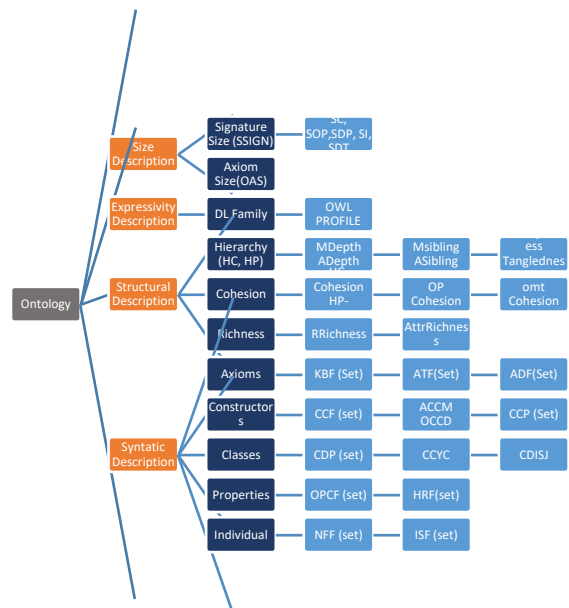 Ontology
Size
Description
Signature
Size (SSIGN)
SC,
SOP,SDP, SI,
SDT
Axiom
Size(OAS)
Expressivity
Description
DL Family
OWL
PROFILE
Structural
Description
Hierarchy
(HC, HP)
MDepth
ADepth
Msibling
ASibling
ess
Tanglednes
Cohesion
Cohesion
HP-
OP
Cohesion
omt
Cohesion
Richness
RRichness
AttrRichnes
s
Syntatic
Description
Axioms
KBF (Set)
ATF(Set)
ADF(Set)
Constructor
s
CCF (set)
ACCM
OCCD
CCP (Set)
Classes
CDP (set)
CCYC
CDISJ
Properties
OPCF (set)
HRF(set)
Individual
NFF (set)
ISF (set)